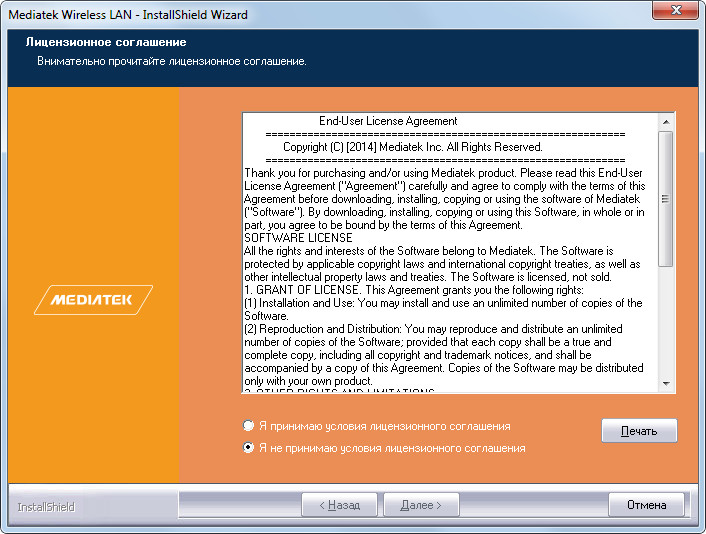 Mediatek Wireless LAN - InstallShield Wizard
Лицензионное соглашение
Внимательно прочитайте лицензионное соглашение.
End-User License Agreement
============================================================
Copyright (C) [2014] Mediatek Inc. All Rights Reserved.
============================================================
Thank you for purchasing and/or using Mediatek product. Please read this End-User
License Agreement ("Agreement") carefully and agree to comply with the terms of this
Agreement before downloading, installing, copying or using the software of Mediatek
("Software"). By downloading, installing, copying or using this Software, in whole or in
part, you agree to be bound by the terms of this Agreement.
SOFTWARE LICENSE
All the rights and interests of the Software belong to Mediatek. The Software is
protected by applicable copyright laws and international copyright treaties, as well as
other intellectual property laws and treaties. The Software is licensed, not sold.
1. GRANT OF LICENSE. This Agreement grants you the following rights:
(1) Installation and Use: You may install and use an unlimited number of copies of the
Software.
(2) Reproduction and Distribution: You may reproduce and distribute an unlimited
number of copies of the Software; provided that each copy shall be a true and
complete copy, including all copyright and trademark notices, and shall be
accompanied by a copy of this Agreement. Copies of the Software may be distributed
only with your own product.
2. OTHER RIGHTS AND LIMITATIONS
MEDIATEK
Я принимаю условия лицензионного соглашения
Я не принимаю условия лицензионного соглашения
Печать
InstallShield
< Назад
Далее >
Отмена